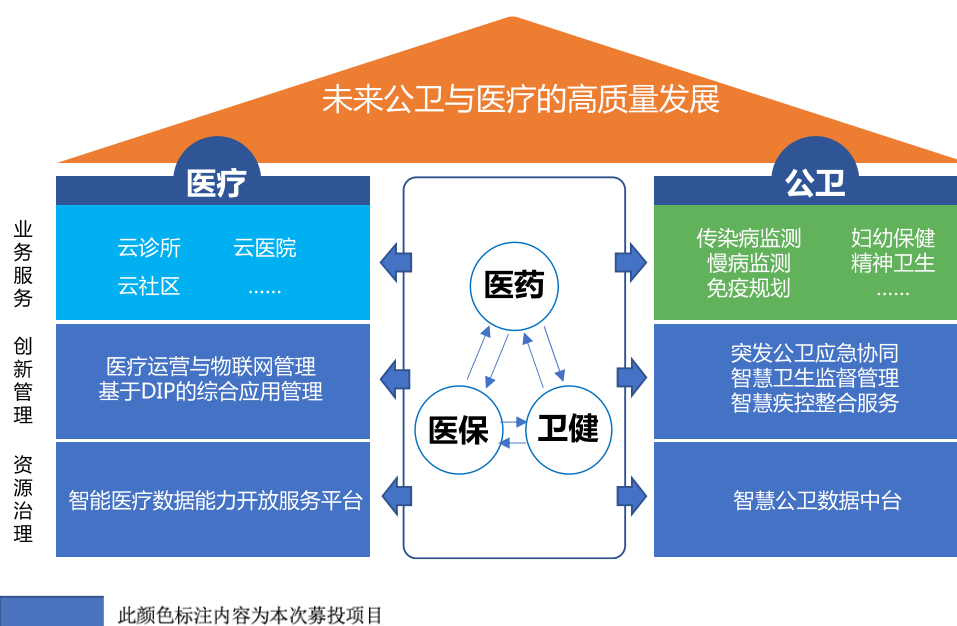 未来公卫与医疗的高质量发展
医疗
公卫
业务服务
云诊所 云医院
云社区 ……
传染病监测 妇幼保健
慢病监测 精神卫生
免疫规划 ……
医药
医保
卫健
创新管理
医疗运营与物联网管理
基于DIP的综合应用管理
突发公卫应急协同
智慧卫生监督管理
智慧疾控整合服务
资源治理
智能医疗数据能力开放服务平台
智慧公卫数据中台
此颜色标注内容为本次募投项目